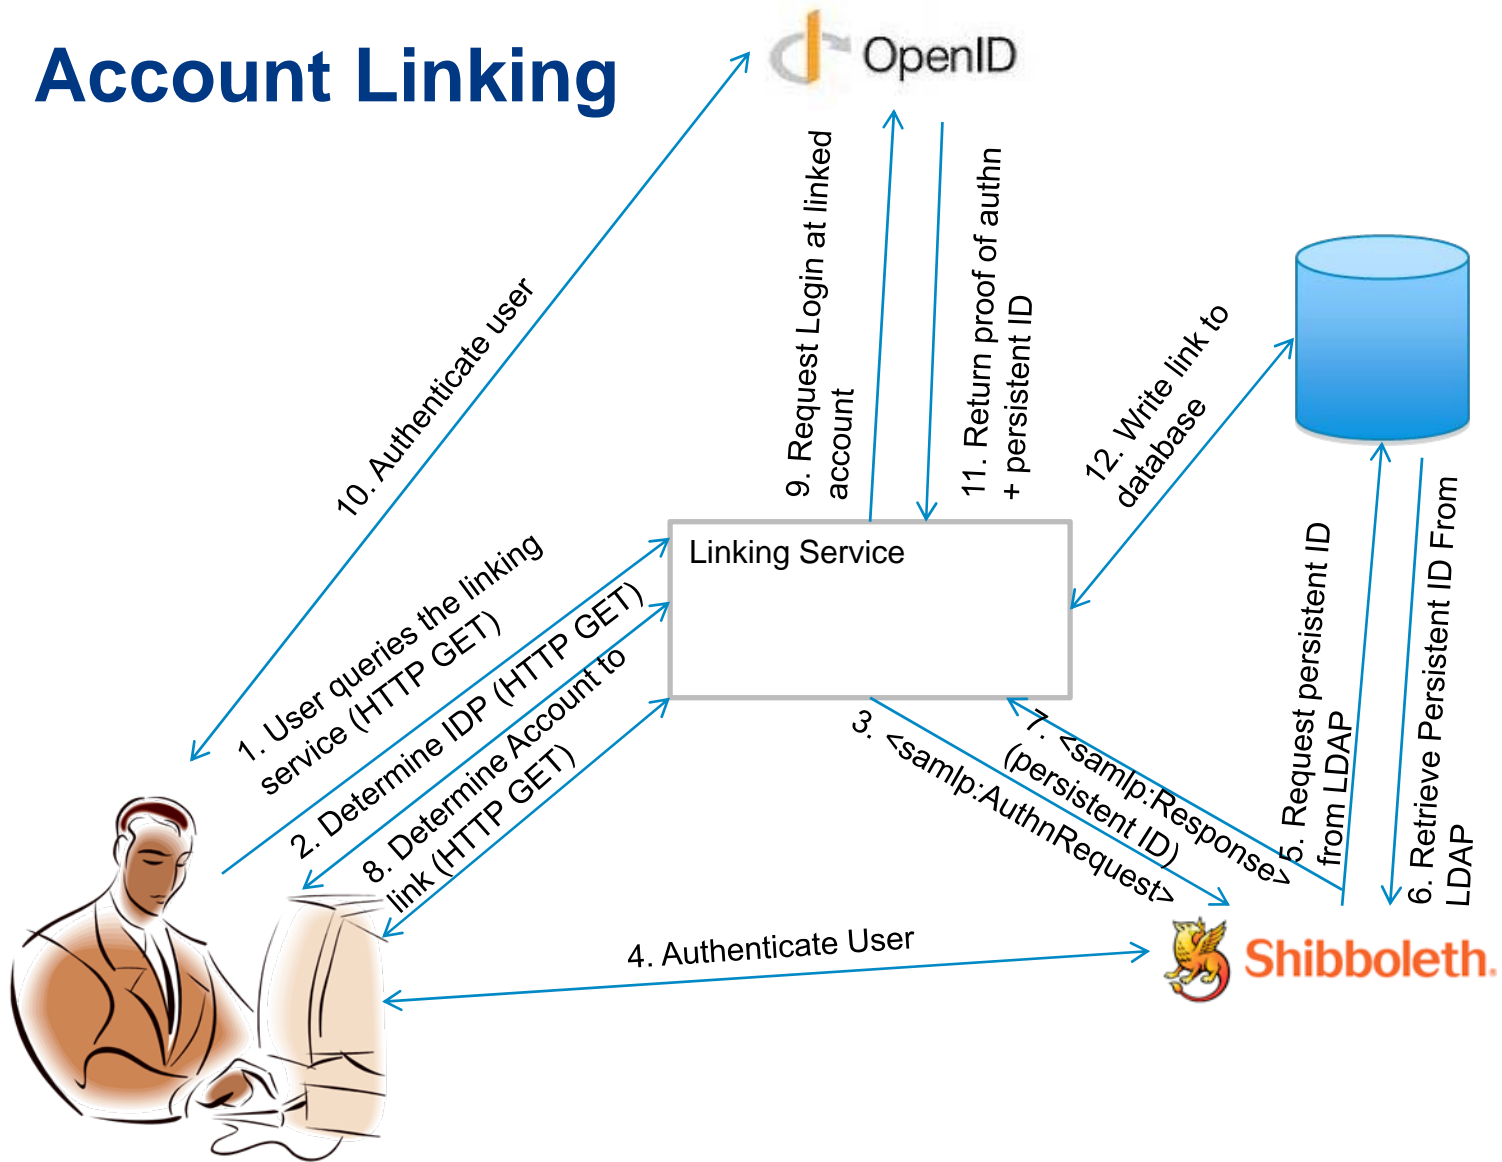 Account Linking
OpenID
1. User queries the linking
service (HTTP GET)
2. Determine IDP (HTTP GET)
3. <samlp:AuthnRequest>
4. Authenticate User
5. Request persistent ID
from LDAP
6. Retrieve Persistent ID From
LDAP
7. <samlp:Response>
(persistent ID)
8. Determine Account to
link (HTTP GET)
9. Request Login at linked
account
10. Authenticate user
11. Return proof of authn
+ persistent ID
12. Write link to
database
Linking Service
Shibboleth.